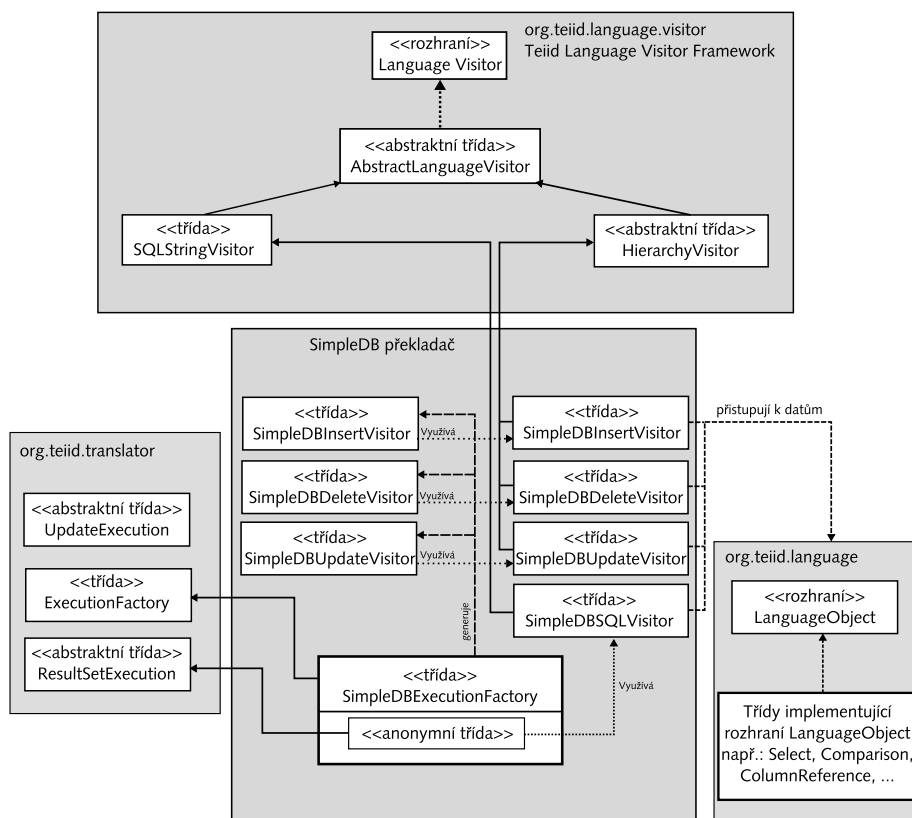 org.teiid.language.visitor
Teiid Language Visitor Framework
<<rozhraní>>
Language Visitor
<<abstraktní třída>>
AbstractLanguageVisitor
<<třída>>
SQLStringVisitor
<<abstraktní třída>>
HierarchyVisitor
SimpleDB překladač
<<třída>>
SimpleDBInsertVisitor
Využívá
<<třída>>
SimpleDBInsertVisitor
přistupují k datům
org.teiid.translator
<<třída>>
SimpleDBDeleteVisitor
Využívá
<<třída>>
SimpleDBDeleteVisitor
<<abstraktní třída>>
UpdateExecution
<<třída>>
SimpleDBUpdateVisitor
Využívá
<<třída>>
SimpleDBUpdateVisitor
org.teiid.language
<<třída>>
ExecutionFactory
generuje
<<třída>>
SimpleDBSQLVisitor
<<rozhraní>>
LanguageObject
<<abstraktní třída>>
ResultSetExecution
<<třída>>
SimpleDBExecutionFactory
<<anonymní třída>>
Využívá
Třídy implementující
rozhraní LanguageObject
např.: Select, Comparison,
ColumnReference, ...